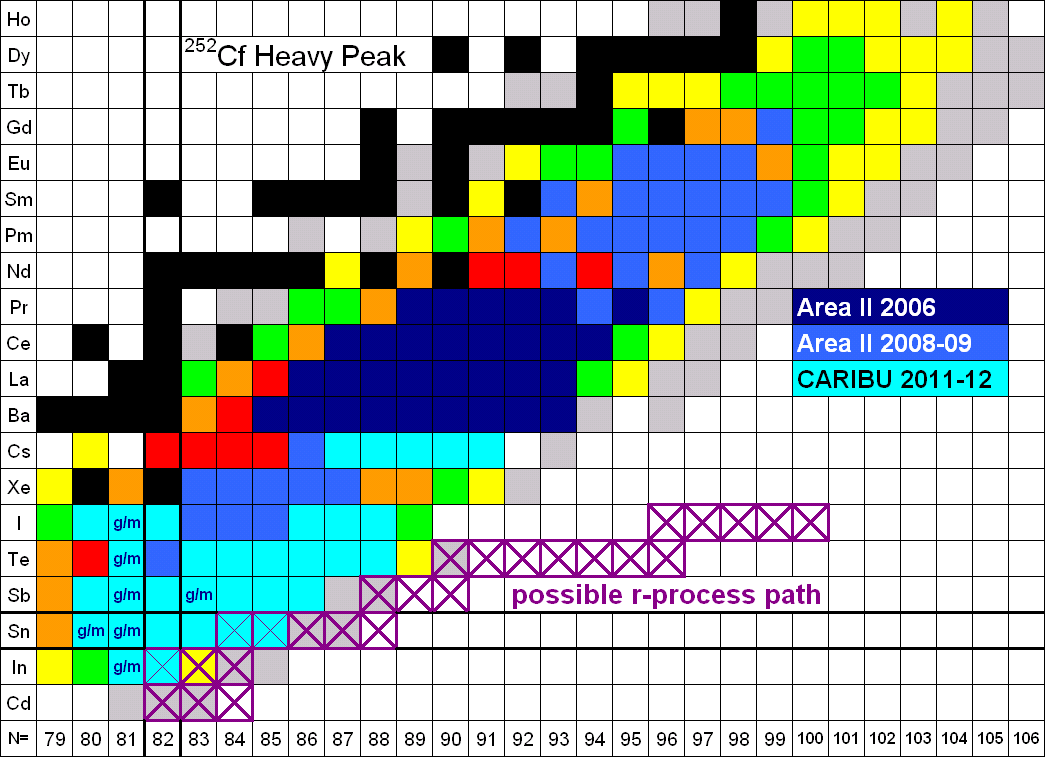 Ho
252Cf Heavy Peak
Dy
Tb
Gd
Eu
Sm
Pm
Nd
Pr
Area II 2006
Ce
Area II 2008-09
La
CARIBU 2011-12
Ba
Cs
Xe
I g/m
Te g/m
Sb g/m g/m possible r-process path
Sn g/m g/m
In g/m
Cd
N= 79 80 81 82 83 84 85 86 87 88 89 90 91 92 93 94 95 96 97 98 99 100 101 102 103 104 105 106